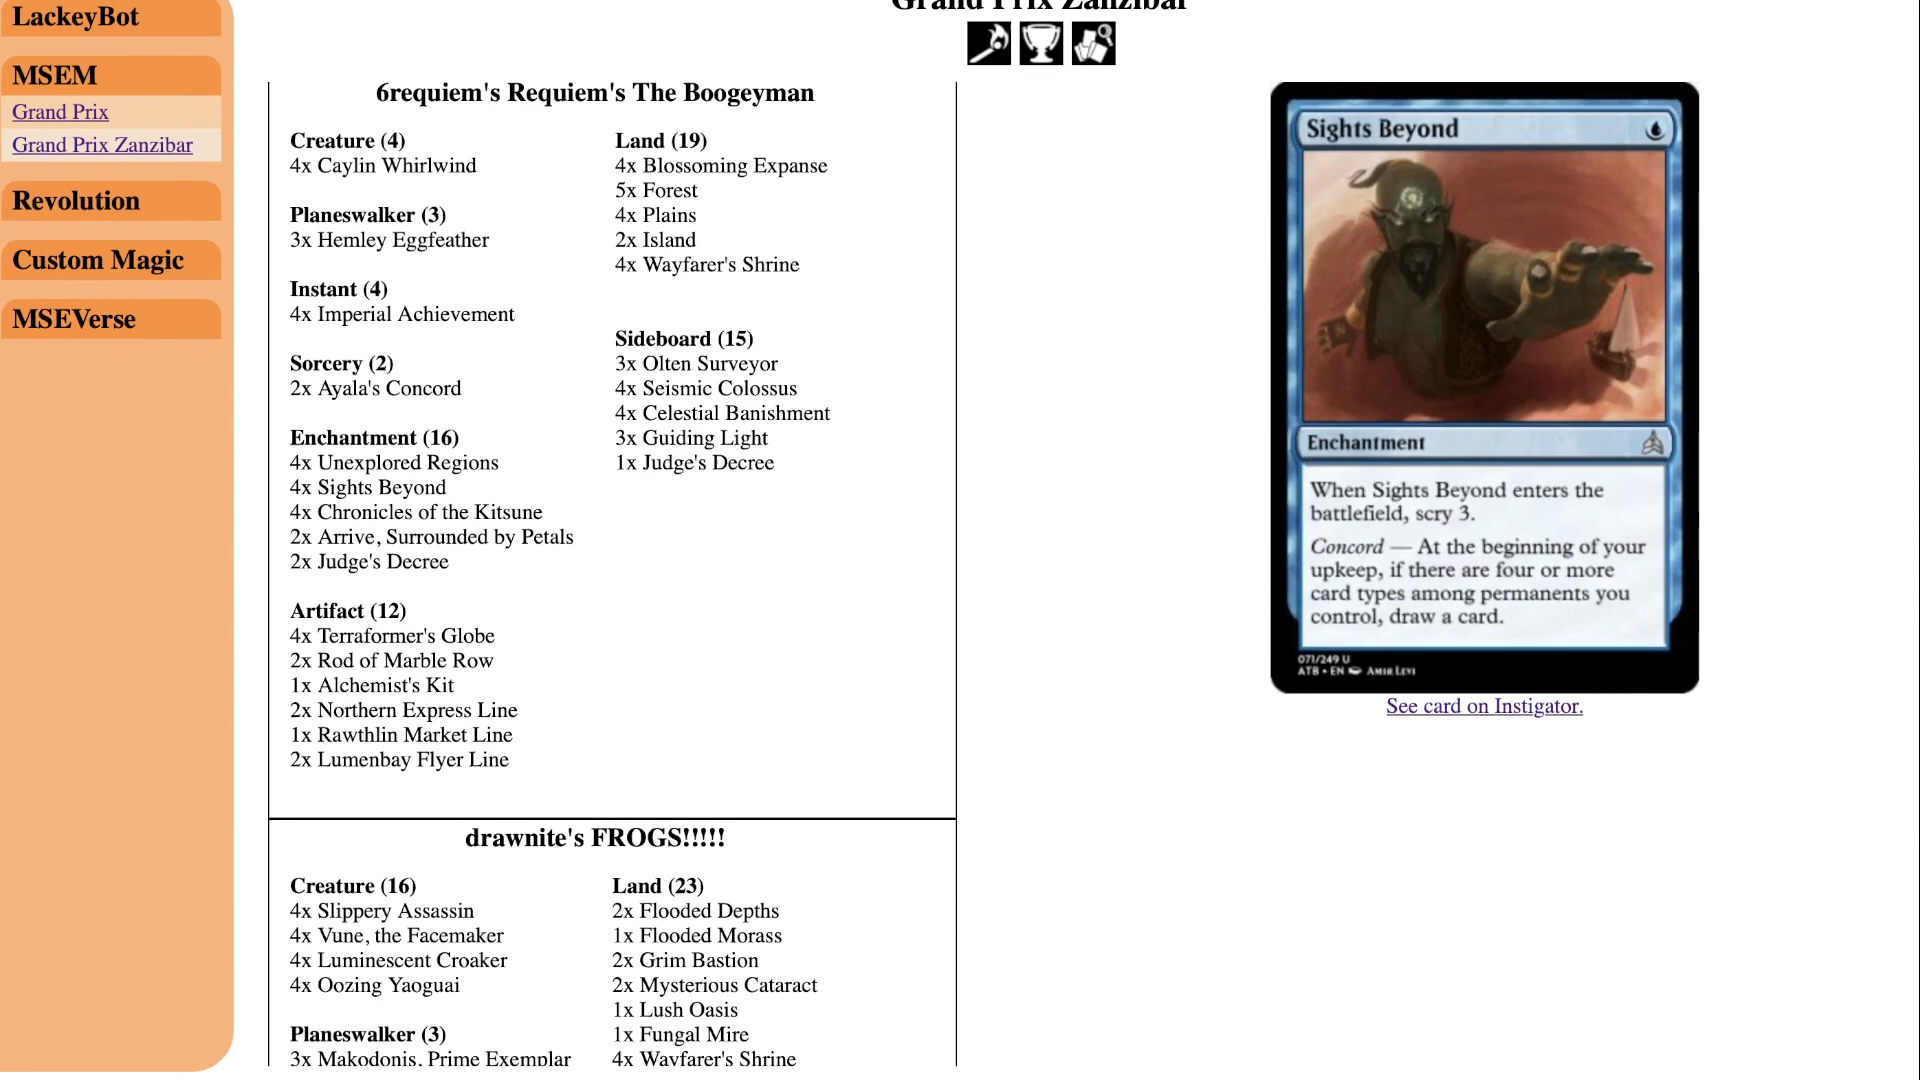 LackeyBot
MSEM
Grand Prix
Grand Prix Zanzibar
Revolution
Custom Magic
MSEVerse
Grand Prix Zanzibar
6requiem's Requiem's The Boogeyman
Creature (4)
4x Caylin Whirlwind
Planeswalker (3)
3x Hemley Eggfeather
Instant (4)
4x Imperial Achievement
Sorcery (2)
2x Ayala's Concord
Enchantment (16)
4x Unexplored Regions
4x Sights Beyond
4x Chronicles of the Kitsune
2x Arrive, Surrounded by Petals
2x Judge's Decree
Artifact (12)
4x Terraformer's Globe
2x Rod of Marble Row
1x Alchemist's Kit
2x Northern Express Line
1x Rawthlin Market Line
2x Lumenbay Flyer Line
Land (19)
4x Blossoming Expanse
5x Forest
4x Plains
2x Island
4x Wayfarer's Shrine
Sideboard (15)
3x Olten Surveyor
4x Seismic Colossus
4x Celestial Banishment
3x Guiding Light
1x Judge's Decree
drawnite's FROGS!!!!!
Creature (16)
4x Slippery Assassin
4x Vune, the Facemaker
4x Luminescent Croaker
4x Oozing Yaoguai
Planeswalker (3)
3x Makodonis, Prime Exemplar
Land (23)
2x Flooded Depths
1x Flooded Morass
2x Grim Bastion
2x Mysterious Cataract
1x Lush Oasis
1x Fungal Mire
4x Wayfarer's Shrine
Sights Beyond
Enchantment
When Sights Beyond enters the
battlefield, scry 3.
Concord — At the beginning of your
upkeep, if there are four or more
card types among permanents you
control, draw a card.
071/249 U
ATB • EN Amir Levi
See card on Instigator.